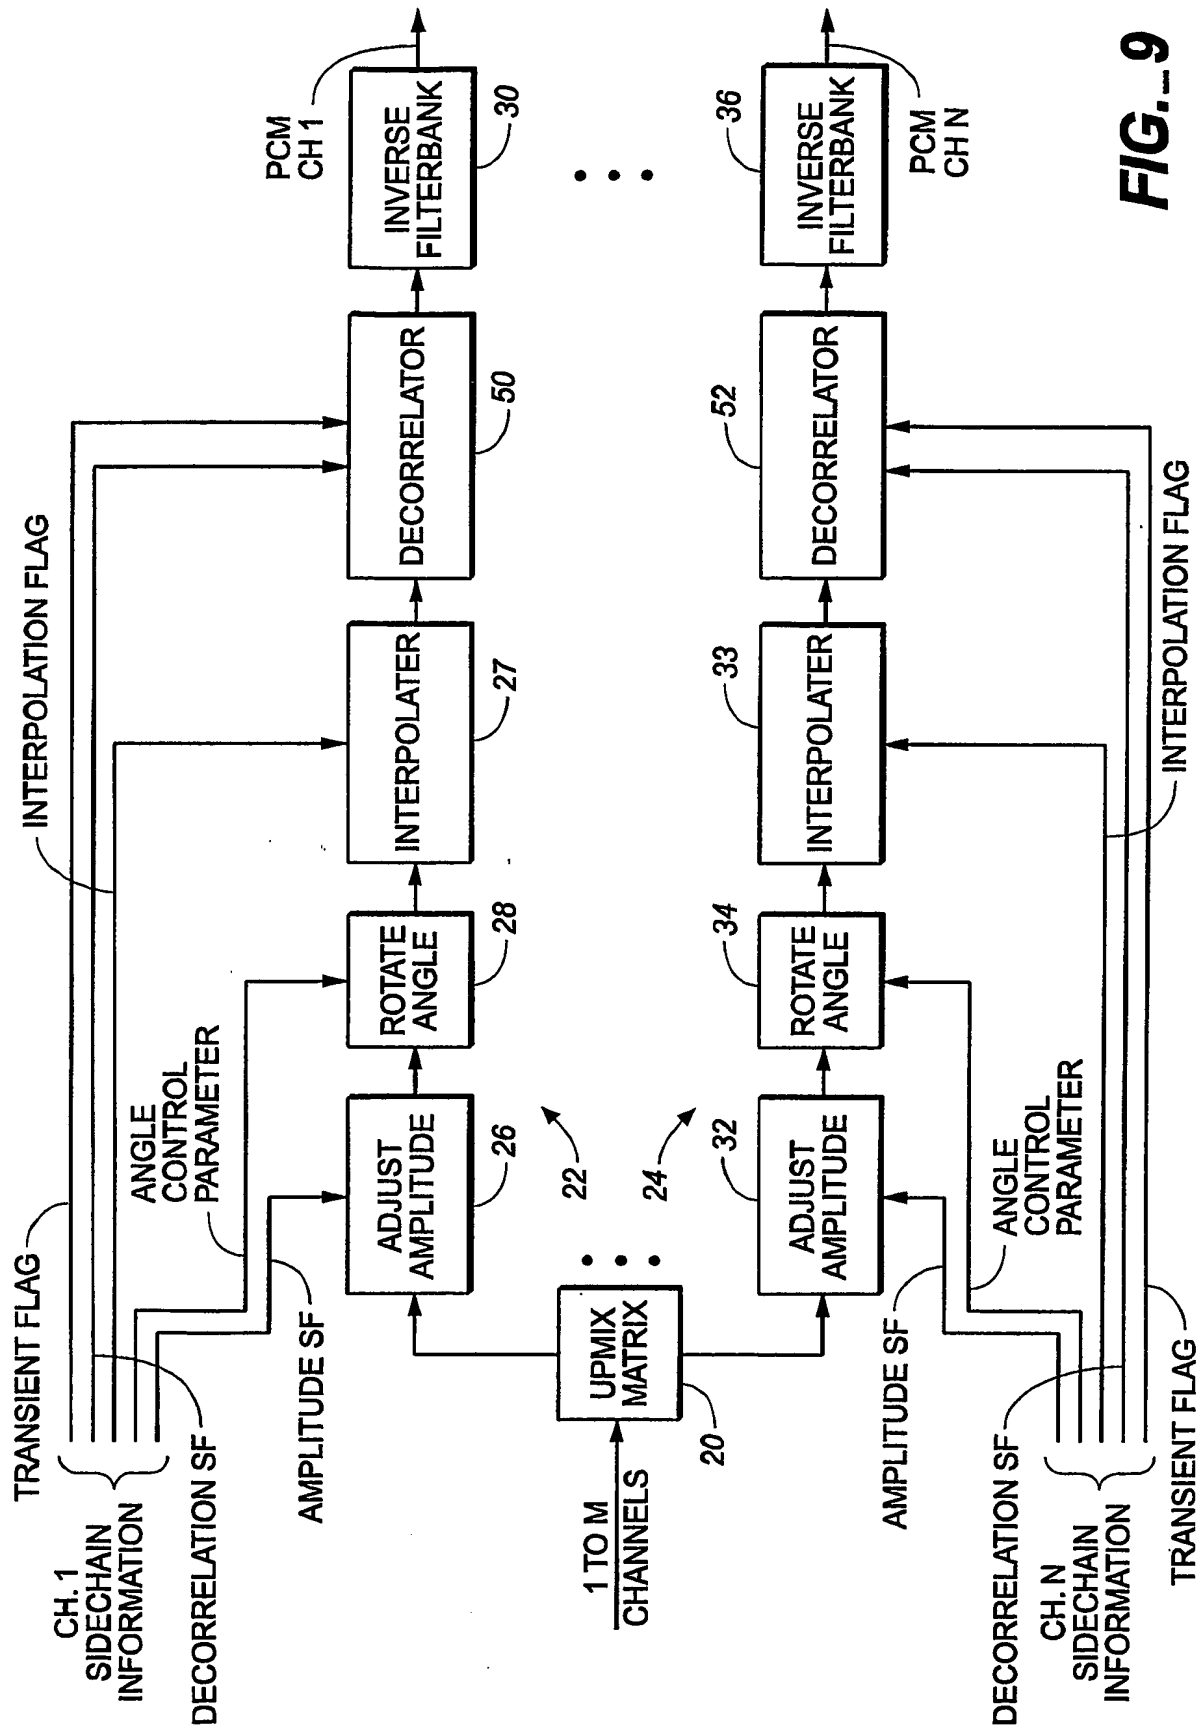 TRANSIENT FLAG
INTERPOLATION FLAG
CH. 1
SIDECHAIN
INFORMATION
DECORRELATION SF
ANGLE
CONTROL
PARAMETER
AMPLITUDE SF
PCM
CH 1
ADJUST
AMPLITUDE
26
ROTATE
ANGLE
28
INTERPOLATER
27
DECORRELATOR
50
INVERSE
FILTERBANK
30
1 TO M
CHANNELS
UPMIX
MATRIX
20
22
24
ADJUST
AMPLITUDE
32
ROTATE
ANGLE
34
INTERPOLATER
33
DECORRELATOR
52
INVERSE
FILTERBANK
36
PCM
CH N
AMPLITUDE SF
ANGLE
CONTROL
PARAMETER
DECORRELATION SF
CH. N
SIDECHAIN
INFORMATION
TRANSIENT FLAG
INTERPOLATION FLAG
FIG._9